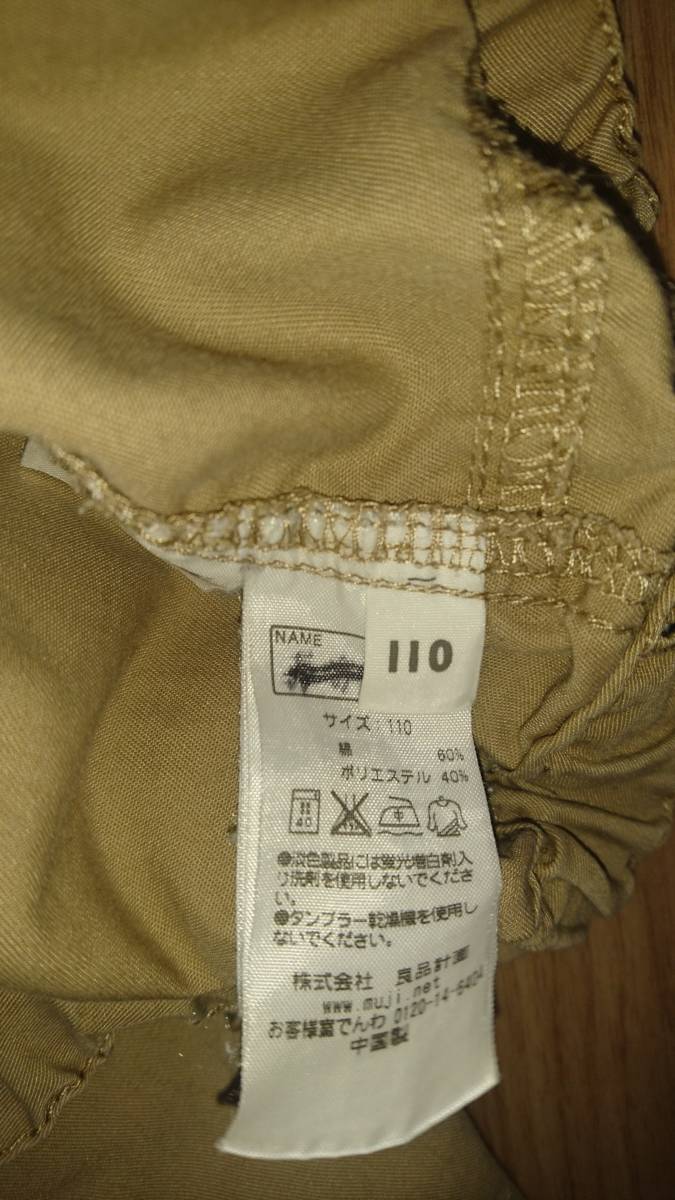 NAME
110
サイズ 110
綿 60%
ポリエステル 40%
40
中
●淡色製品には蛍光増白剤入
り洗剤を使用しないでくださ
い。
●タンブラー乾燥機を使用し
ないでください。
株式会社 良品計画
www.muji.net
お客様室でんわ 0120-14-6404
中国製